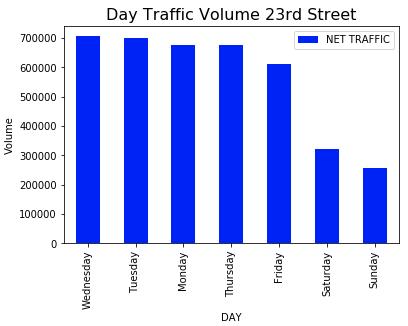 Day Traffic Volume 23rd Street
NET TRAFFIC
Volume
700000
600000
500000
400000
300000
200000
100000
0
Wednesday
Tuesday
Monday
Thursday
Friday
Saturday
Sunday
DAY